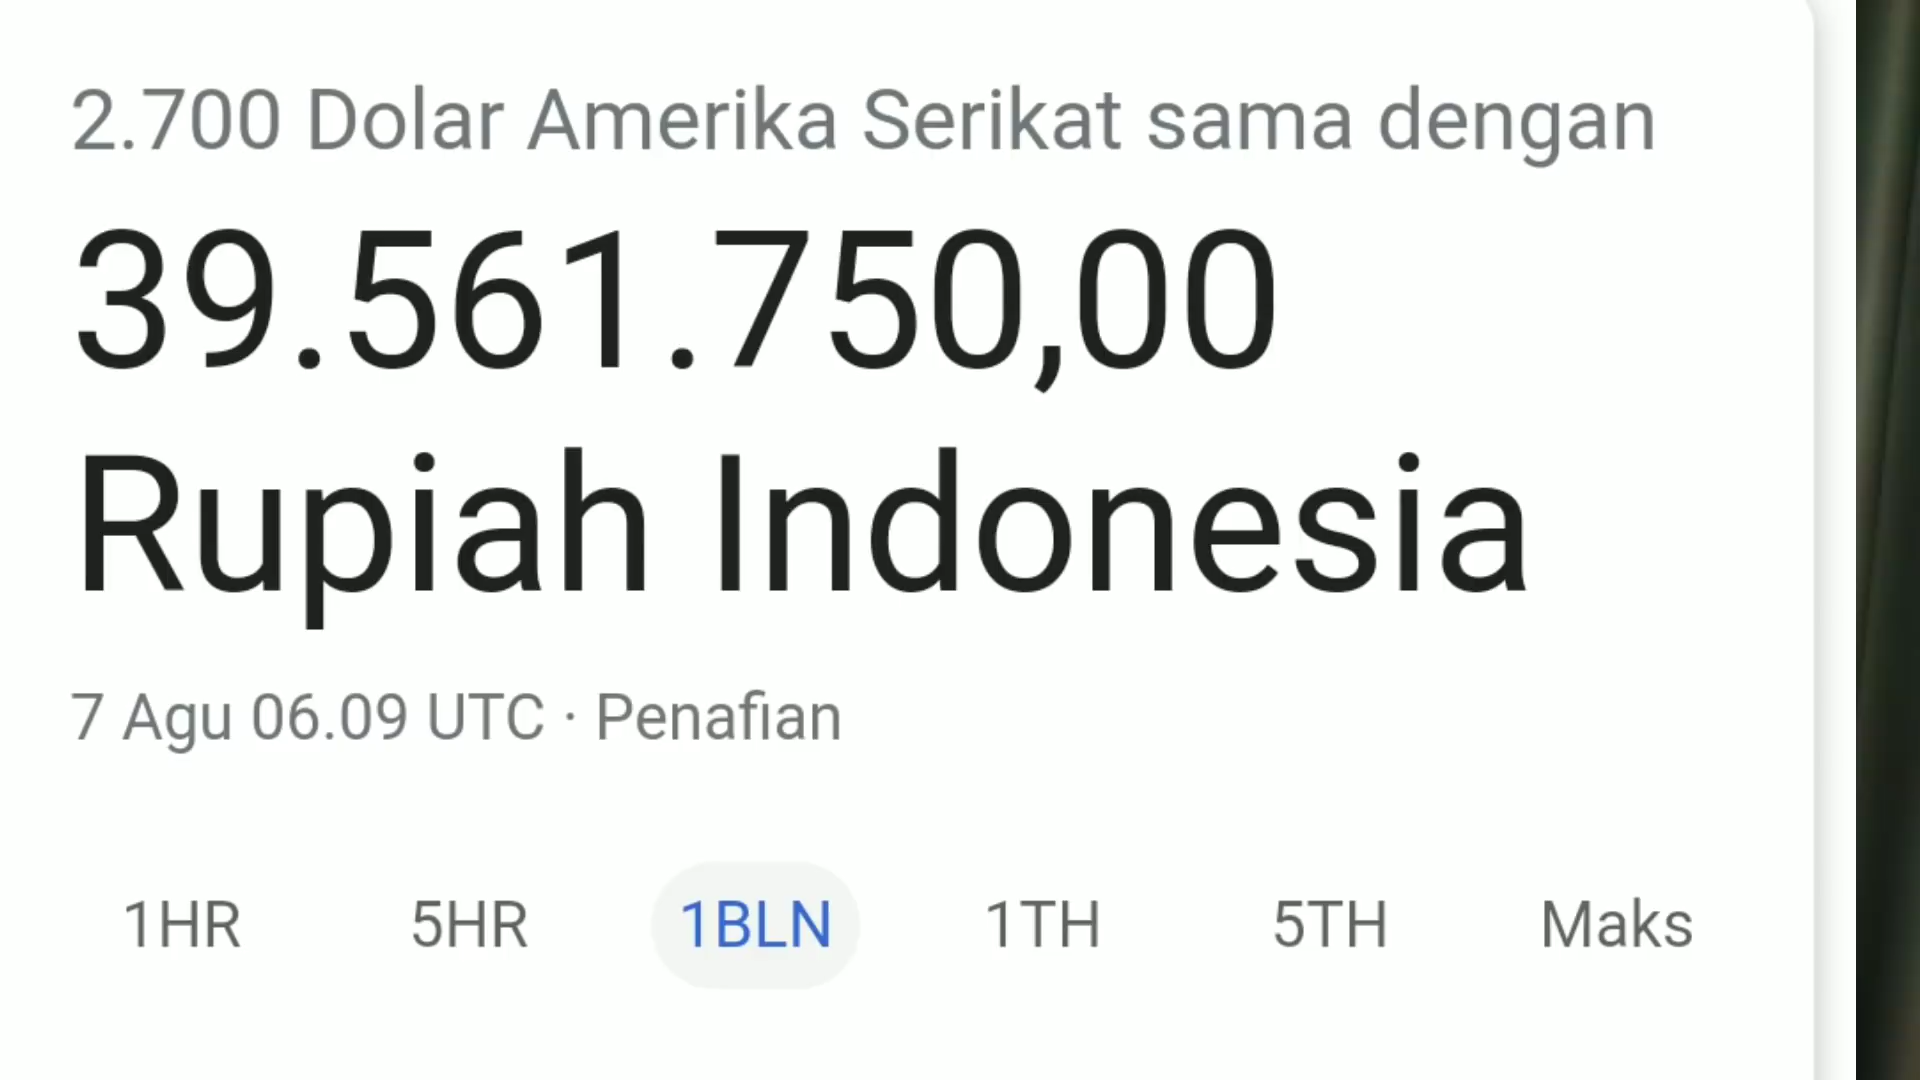 2.700 Dolar Amerika Serikat sama dengan
39.561.750,00
Rupiah Indonesia
7 Agu 06.09 UTC · Penafian
1HR 5HR 1BLN 1TH 5TH Maks